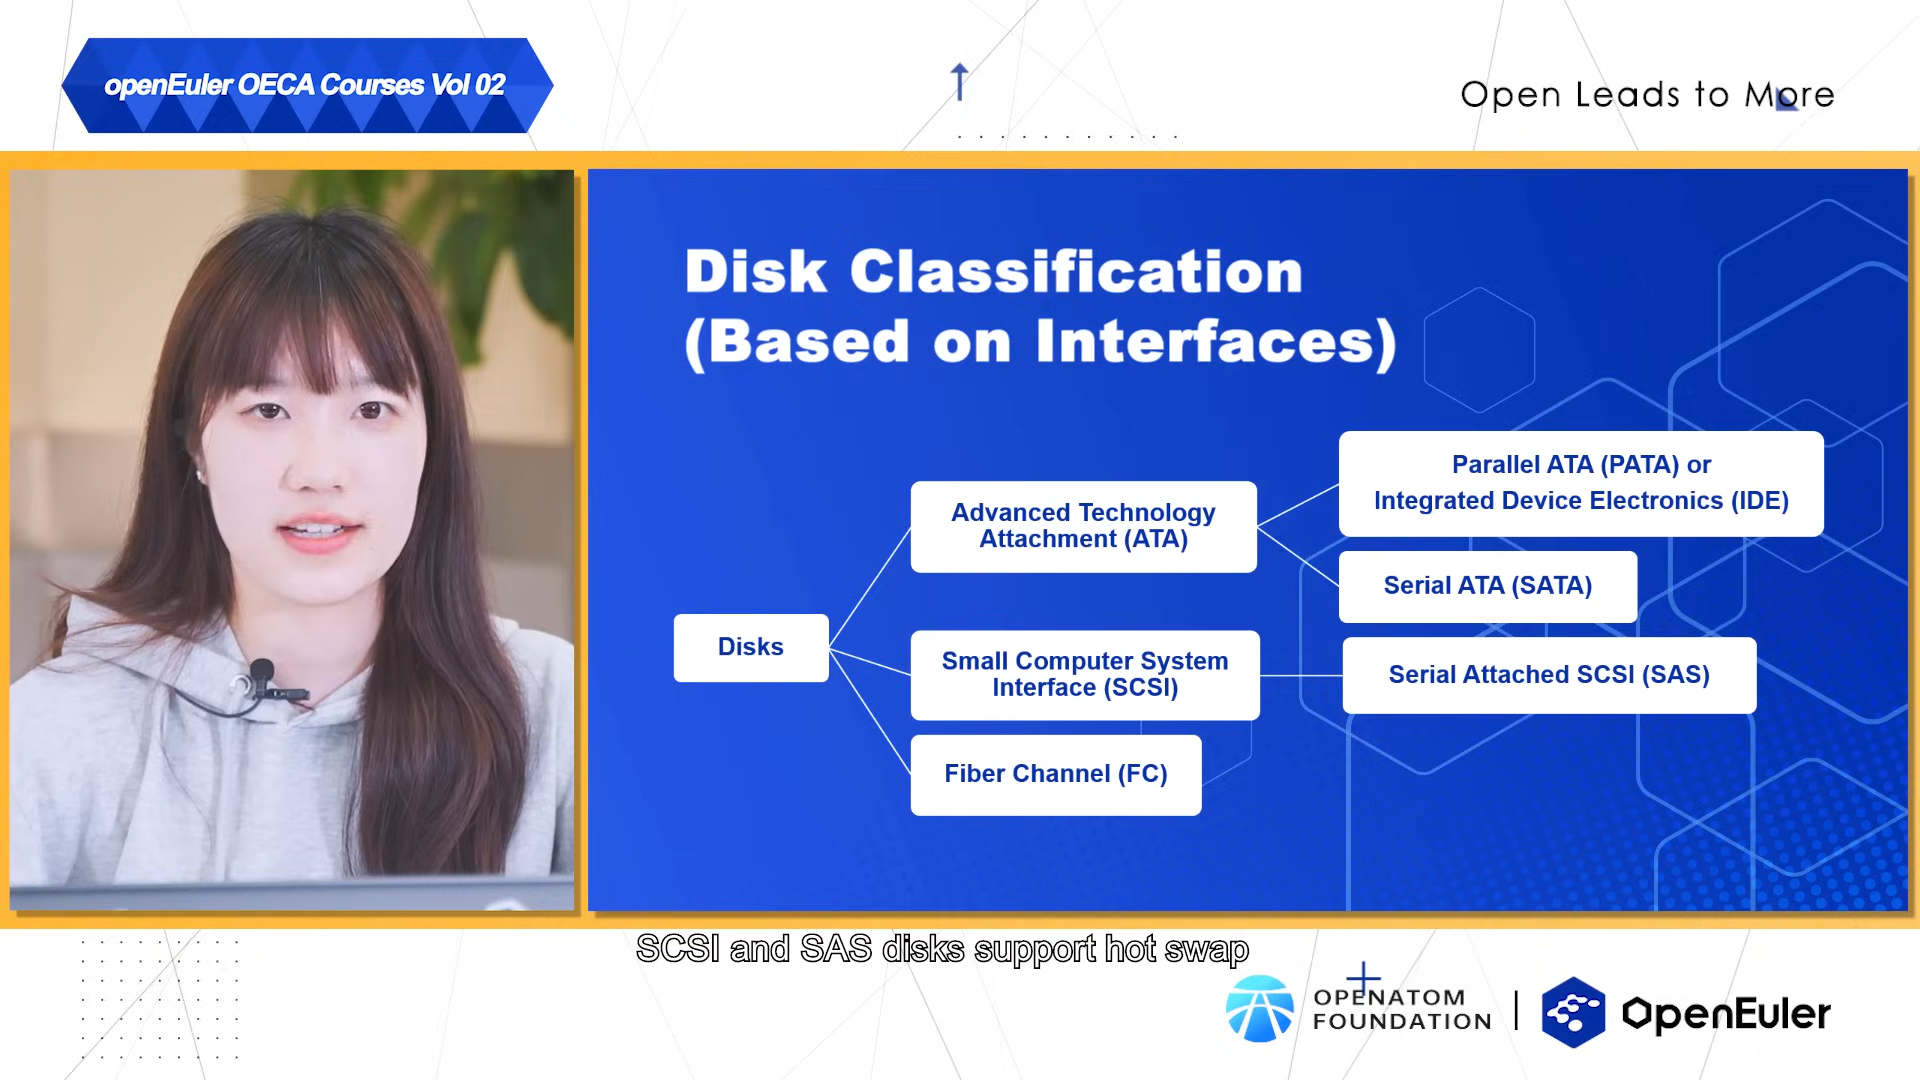 openEuler OECA Courses Vol 02
Open Leads to More
Disk Classification
(Based on Interfaces)
Disks
Advanced Technology
Attachment (ATA)
Parallel ATA (PATA) or
Integrated Device Electronics (IDE)
Serial ATA (SATA)
Small Computer System
Interface (SCSI)
Serial Attached SCSI (SAS)
Fiber Channel (FC)
SCSI and SAS disks support hot swap
OPENATOM
FOUNDATION
OpenEuler